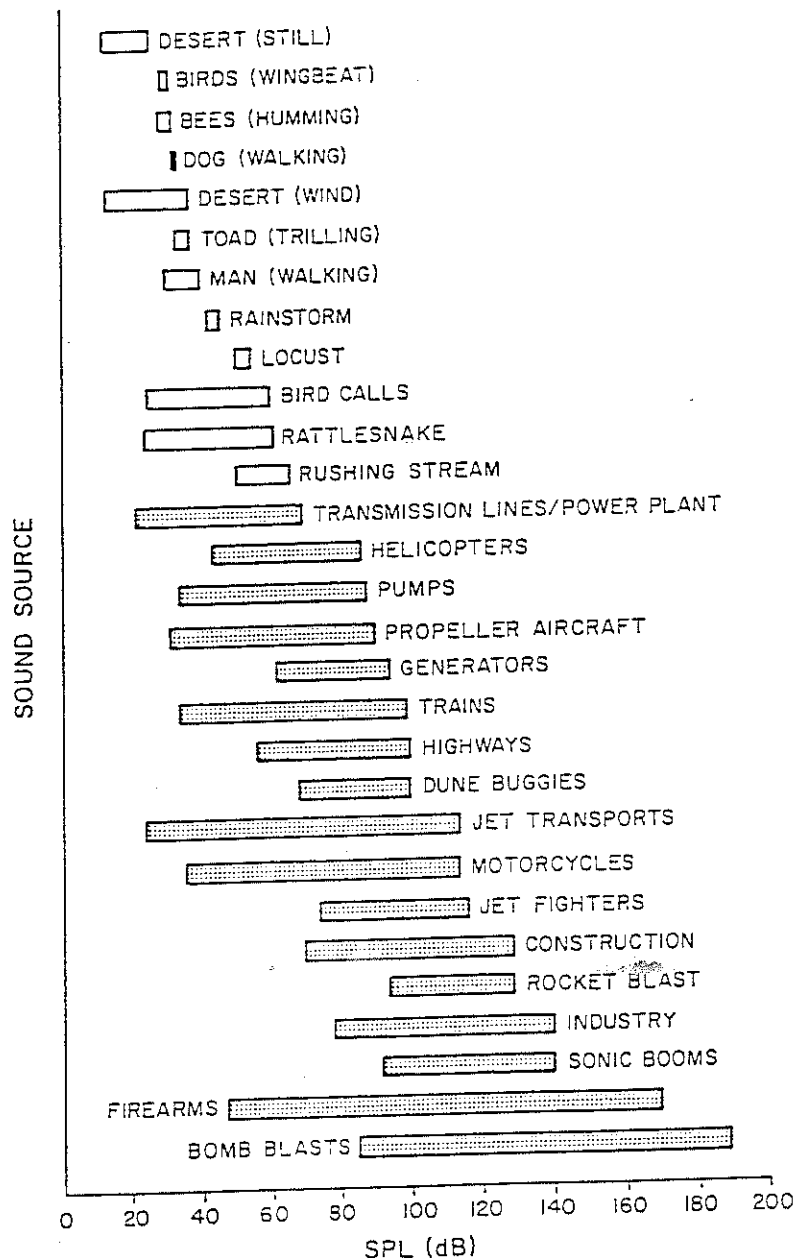 DESERT (STILL)
BIRDS (WINGBEAT)
BEES (HUMMING)
DOG (WALKING)
DESERT (WIND)
TOAD (TRILLING)
MAN (WALKING)
RAINSTORM
LOCUST
BIRD CALLS
RATTLESNAKE
RUSHING STREAM
TRANSMISSION LINES/POWER PLANT
HELICOPTERS
PUMPS
PROPELLER AIRCRAFT
GENERATORS
TRAINS
HIGHWAYS
DUNE BUGGIES
JET TRANSPORTS
MOTORCYCLES
JET FIGHTERS
CONSTRUCTION
ROCKET BLAST
INDUSTRY
SONIC BOOMS
FIREARMS
BOMB BLASTS
SOUND SOURCE
0 20 40 60 80 100 120 140 160 180 200
SPL (dB)